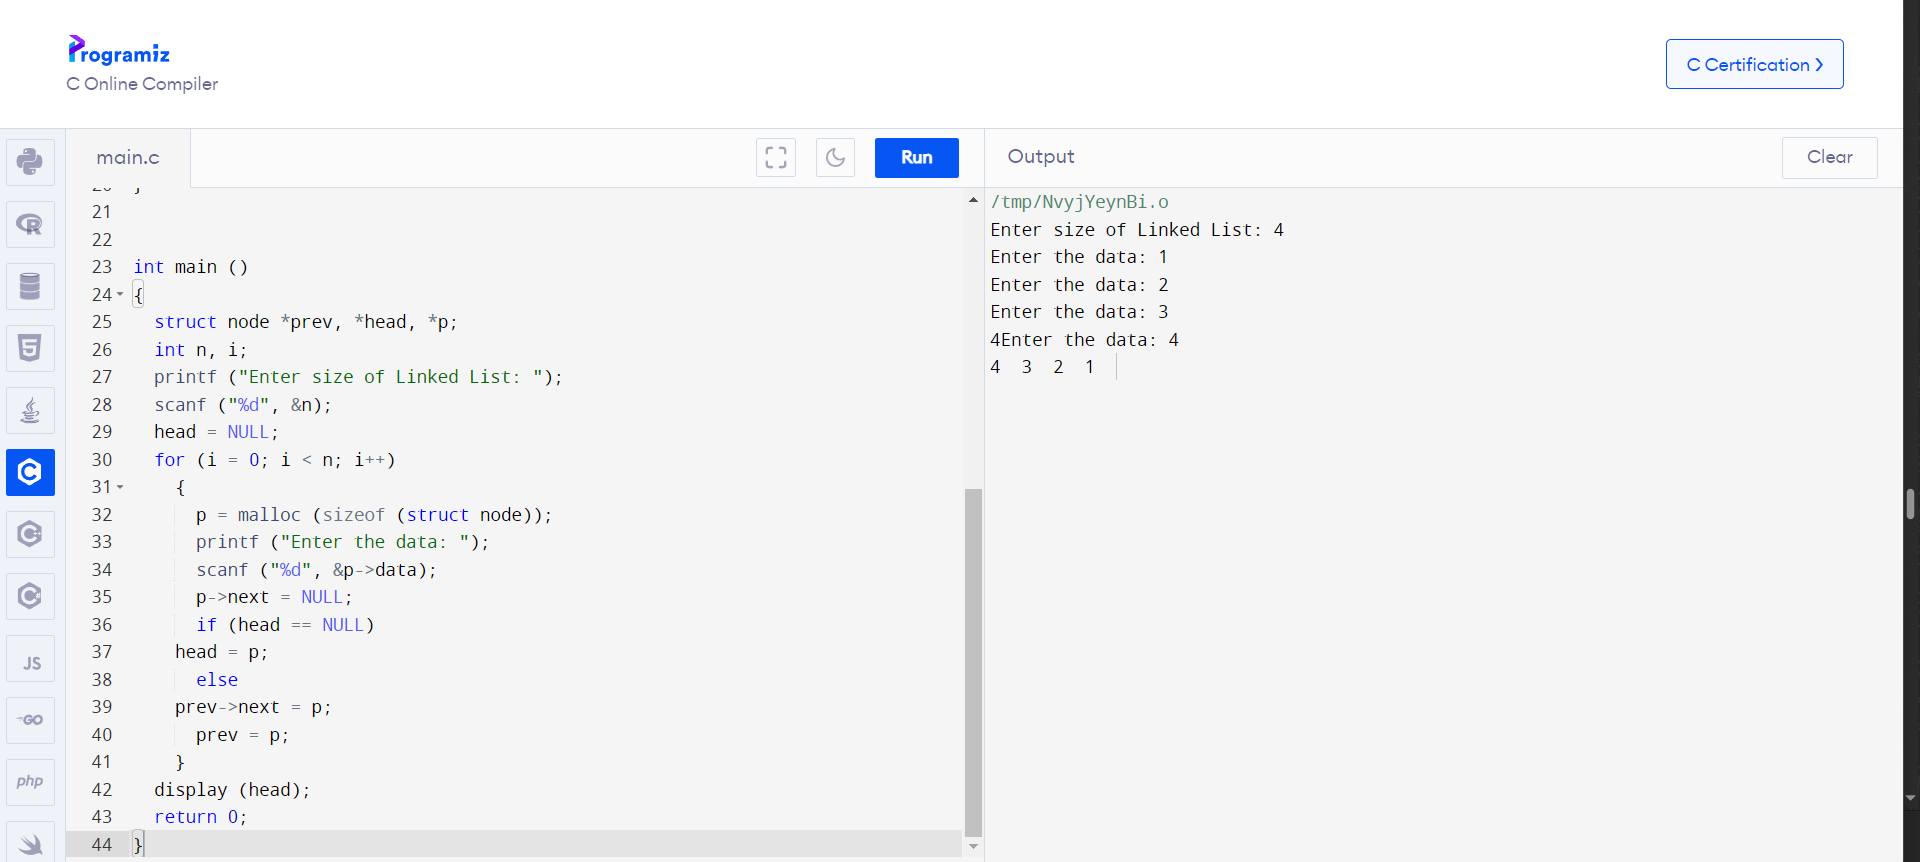 Programiz
C Online Compiler
C Certification
main.c
Run
Output
Clear
21
22
23 int main ()
24 {
25 struct node *prev, *head, *p;
26 int n, i;
27 printf ("Enter size of Linked List: ");
28 scanf ("%d", &n);
29 head = NULL;
30 for (i = 0; i < n; i++)
31 {
32 p = malloc (sizeof (struct node));
33 printf ("Enter the data: ");
34 scanf ("%d", &p->data);
35 p->next = NULL;
36 if (head == NULL)
37 head = p;
38 else
39 prev->next = p;
40 prev = p;
41 }
42 display (head);
43 return 0;
44 }
/tmp/NvyjYeynBi.o
Enter size of Linked List: 4
Enter the data: 1
Enter the data: 2
Enter the data: 3
4Enter the data: 4
4 3 2 1
R
5
C
C
C
JS
GO
php